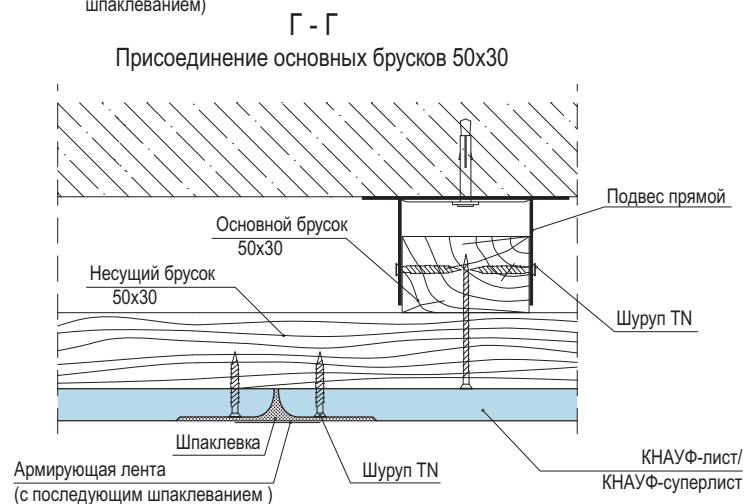 шпаклеванием)
Г - Г
Присоединение основных брусков 50х30
Подвес прямой
Основной брусок
50х30
Несущий брусок
50х30
Шуруп TN
Шпаклевка
Армирующая лента
(с последующим шпаклеванием )
Шуруп TN
КНАУФ-лист/
КНАУФ-суперлист